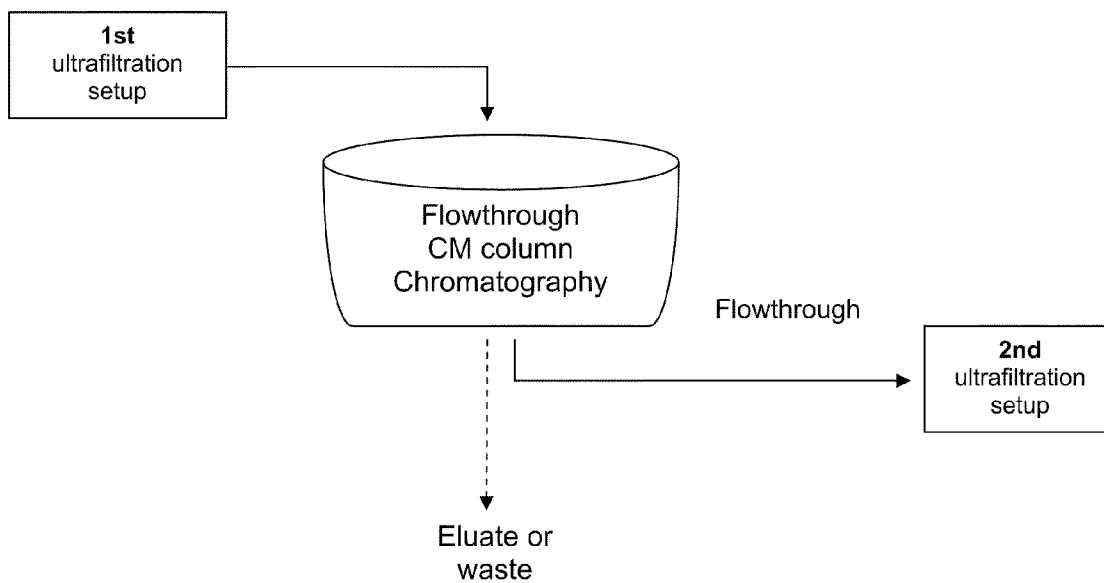 1st
ultrafiltration
setup
Flowthrough
CM column
Chromatography
Flowthrough
2nd
ultrafiltration
setup
Eluate or
waste